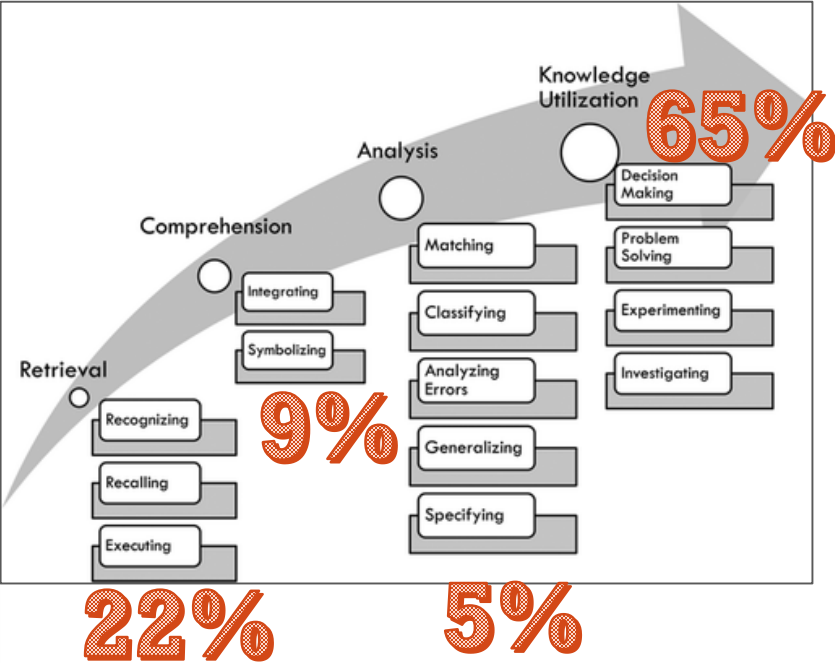 Knowledge
Utilization
65%
Decision
Making
Problem
Solving
Experimenting
Investigating
Analysis
Matching
Classifying
Analyzing
Errors
Generalizing
Specifying
5%
Comprehension
Integrating
Symbolizing
9%
Retrieval
Recognizing
Recalling
Executing
22%